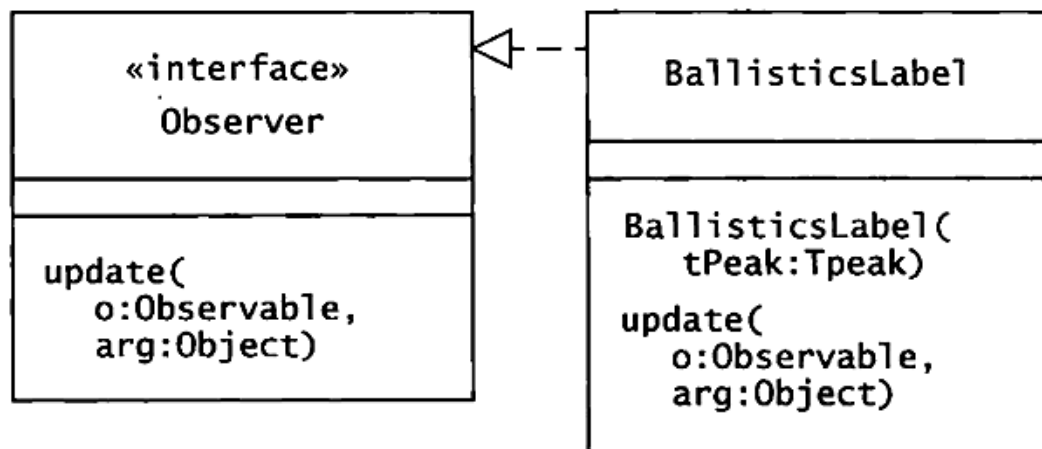 «interface»
Observer
update(
o:Observable,
arg:Object)
BallisticsLabel
BallisticsLabel(
tPeak:Tpeak)
update(
o:Observable,
arg:Object)